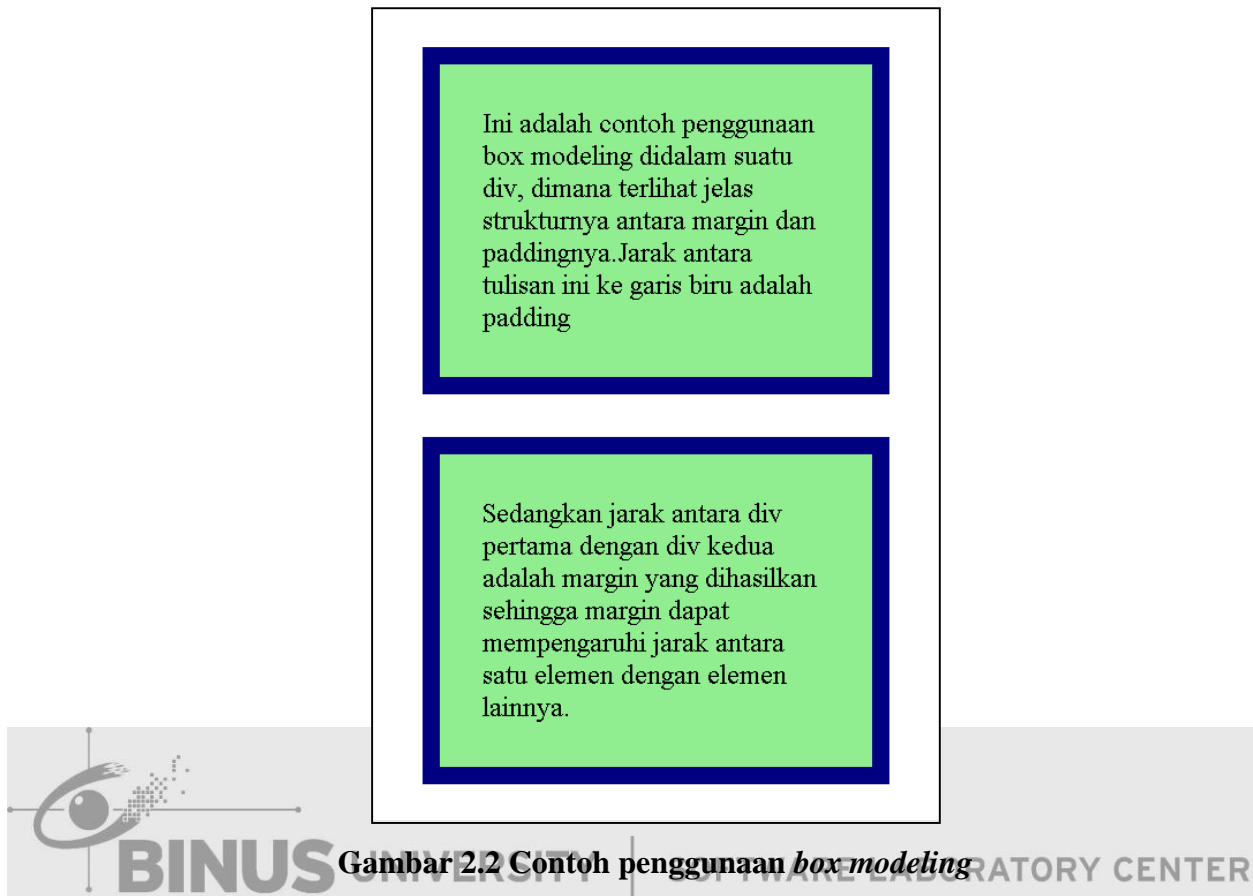 Ini adalah contoh penggunaan
box modeling didalam suatu
div, dimana terlihat jelas
strukturnya antara margin dan
paddingnya.Jarak antara
tulisan ini ke garis biru adalah
padding
Sedangkan jarak antara div
pertama dengan div kedua
adalah margin yang dihasilkan
sehingga margin dapat
mempengaruhi jarak antara
satu elemen dengan elemen
lainnya.
Gambar 2.2 Contoh penggunaan box modeling
BINUS UNIVERSITY | SOFTWARE LABORATORY CENTER